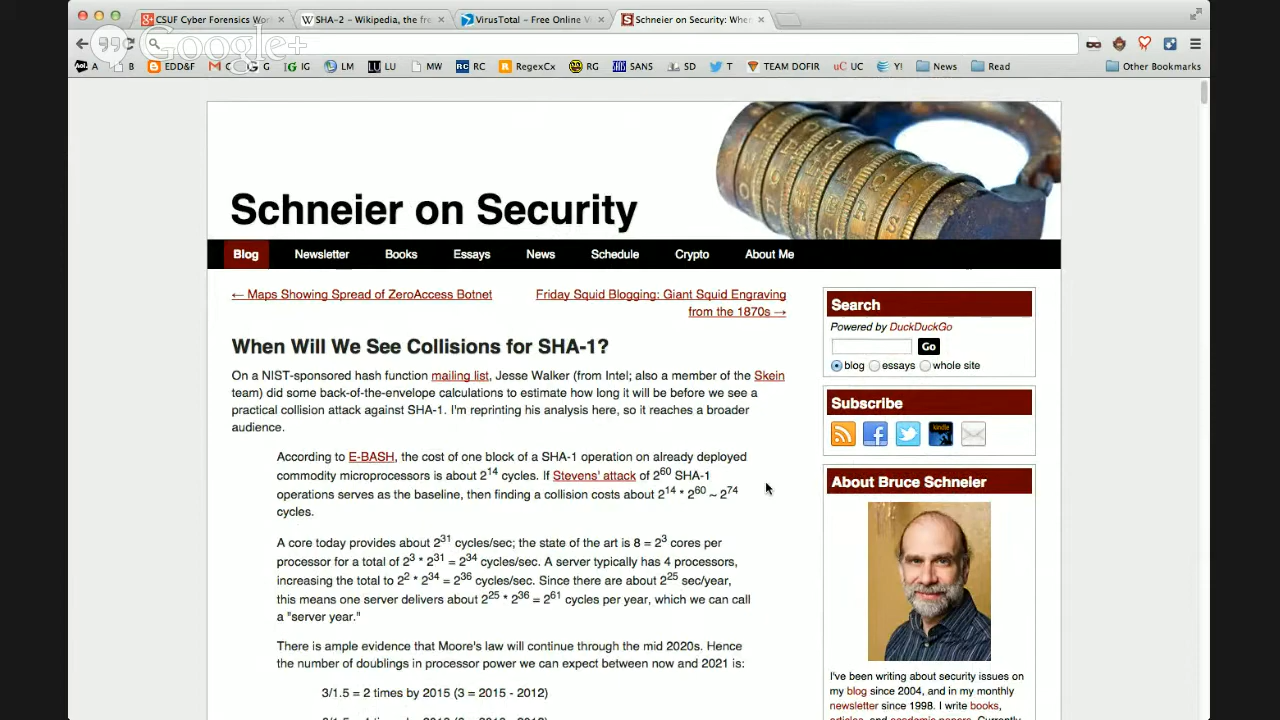 CSUF Cyber Forensics Wo
SHA-2 – Wikipedia, the fre
VirusTotal – Free Online V
Schneier on Security: Whe
Google+
A
B
EDD&F
G
IG
LM
LU
MW
RC
RegexCx
RG
SANS
SD
T
TEAM DOFIR
UC
Y!
News
Read
Other Bookmarks
Schneier on Security
Blog Newsletter Books Essays News Schedule Crypto About Me
← Maps Showing Spread of ZeroAccess Botnet
Friday Squid Blogging: Giant Squid Engraving
from the 1870s →
When Will We See Collisions for SHA-1?
On a NIST-sponsored hash function mailing list, Jesse Walker (from Intel; also a member of the Skein
team) did some back-of-the-envelope calculations to estimate how long it will be before we see a
practical collision attack against SHA-1. I'm reprinting his analysis here, so it reaches a broader
audience.
According to E-BASH, the cost of one block of a SHA-1 operation on already deployed
commodity microprocessors is about 2^14 cycles. If Stevens' attack of 2^60 SHA-1
operations serves as the baseline, then finding a collision costs about 2^14 * 2^60 ~ 2^74
cycles.
A core today provides about 2^31 cycles/sec; the state of the art is 8 = 2^3 cores per
processor for a total of 2^3 * 2^31 = 2^34 cycles/sec. A server typically has 4 processors,
increasing the total to 2^2 * 2^34 = 2^36 cycles/sec. Since there are about 2^25 sec/year,
this means one server delivers about 2^25 * 2^36 = 2^61 cycles per year, which we can call
a "server year."
There is ample evidence that Moore's law will continue through the mid 2020s. Hence
the number of doublings in processor power we can expect between now and 2021 is:
3/1.5 = 2 times by 2015 (3 = 2015 - 2012)
Search
Powered by DuckDuckGo
Go
blog essays whole site
Subscribe
kindle
About Bruce Schneier
I've been writing about security issues on
my blog since 2004, and in my monthly
newsletter since 1998. I write books,
articles, and academic papers. Currently